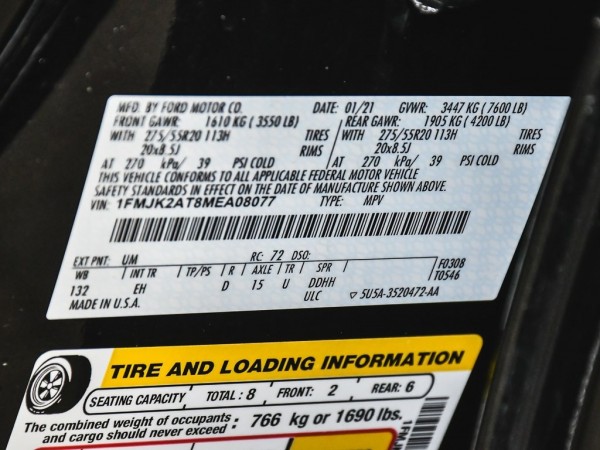 MFD. BY FORD MOTOR CO. DATE: 01/21 GVWR: 3447 KG ( 7600 LB)
FRONT GAWR: 1610 KG ( 3550 LB) REAR GAWR: 1905 KG ( 4200 LB)
WITH 275/55R20 113H TIRES WITH 275/55R20 113H TIRES
20x8.5J RIMS 20x8.5J RIMS
AT 270 kPa/ 39 PSI COLD AT 270 kPa/ 39 PSI COLD
THIS VEHICLE CONFORMS TO ALL APPLICABLE FEDERAL MOTOR VEHICLE
SAFETY STANDARDS IN EFFECT ON THE DATE OF MANUFACTURE SHOWN ABOVE.
VIN: 1FMJK2AT8MEA08077 TYPE: MPV
EXT PNT: UM RC: 72 DSO: F0308
WB INT TR TP/PS R AXLE TR SPR T0546
132 EH D 15 U DDHH
ULC 5U5A-3520472-AA
MADE IN U.S.A.
TIRE AND LOADING INFORMATION
SEATING CAPACITY TOTAL : 8 FRONT: 2 REAR: 6
The combined weight of occupants and cargo should never exceed : 766 kg or 1690 lbs.